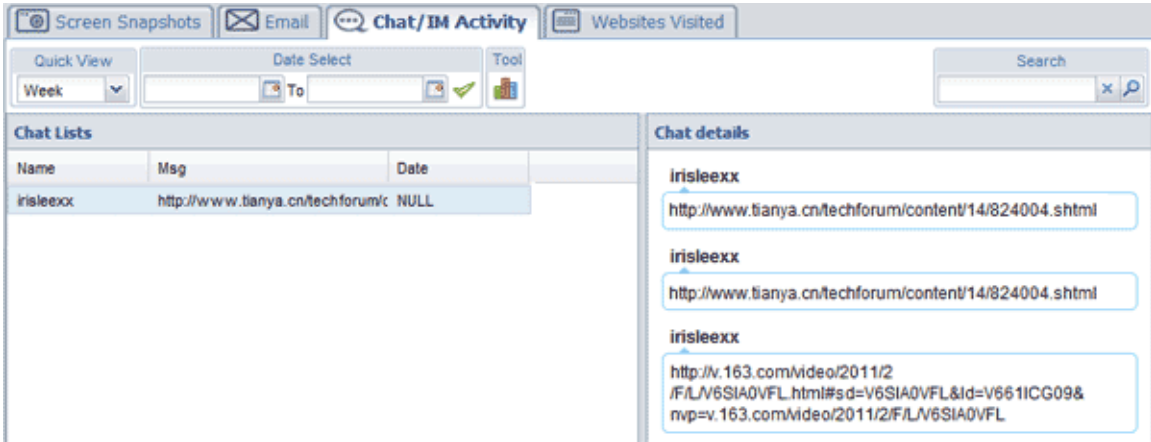 Screen Snapshots Email Chat/IM Activity Websites Visited
Quick View Date Select Tool Search
Week To
Chat Lists Chat details
Name Msg Date
irisleexx http://www.tianya.cn/techforum/c NULL
irisleexx
http://www.tianya.cn/techforum/content/14/824004.shtml
irisleexx
http://www.tianya.cn/techforum/content/14/824004.shtml
irisleexx
http://v.163.com/video/2011/2
/F/L/V6SIA0VFL.html#sd=V6SIA0VFL&ld=V661ICG09&
nvp=v.163.com/video/2011/2/F/L/V6SIA0VFL